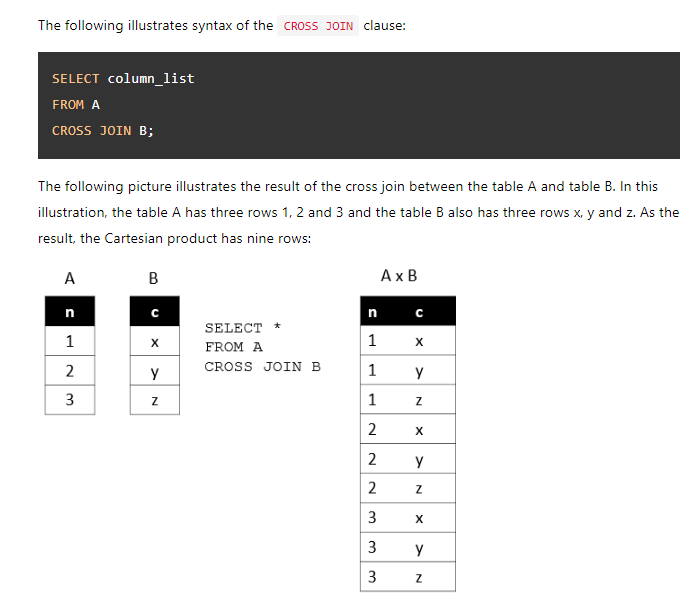 The following illustrates syntax of the CROSS JOIN clause:
SELECT column_list
FROM A
CROSS JOIN B;
The following picture illustrates the result of the cross join between the table A and table B. In this
illustration, the table A has three rows 1, 2 and 3 and the table B also has three rows x, y and z. As the
result, the Cartesian product has nine rows:
A
n
1
2
3
B
c
x
y
z
SELECT *
FROM A
CROSS JOIN B
A x B
n c
1 x
1 y
1 z
2 x
2 y
2 z
3 x
3 y
3 z